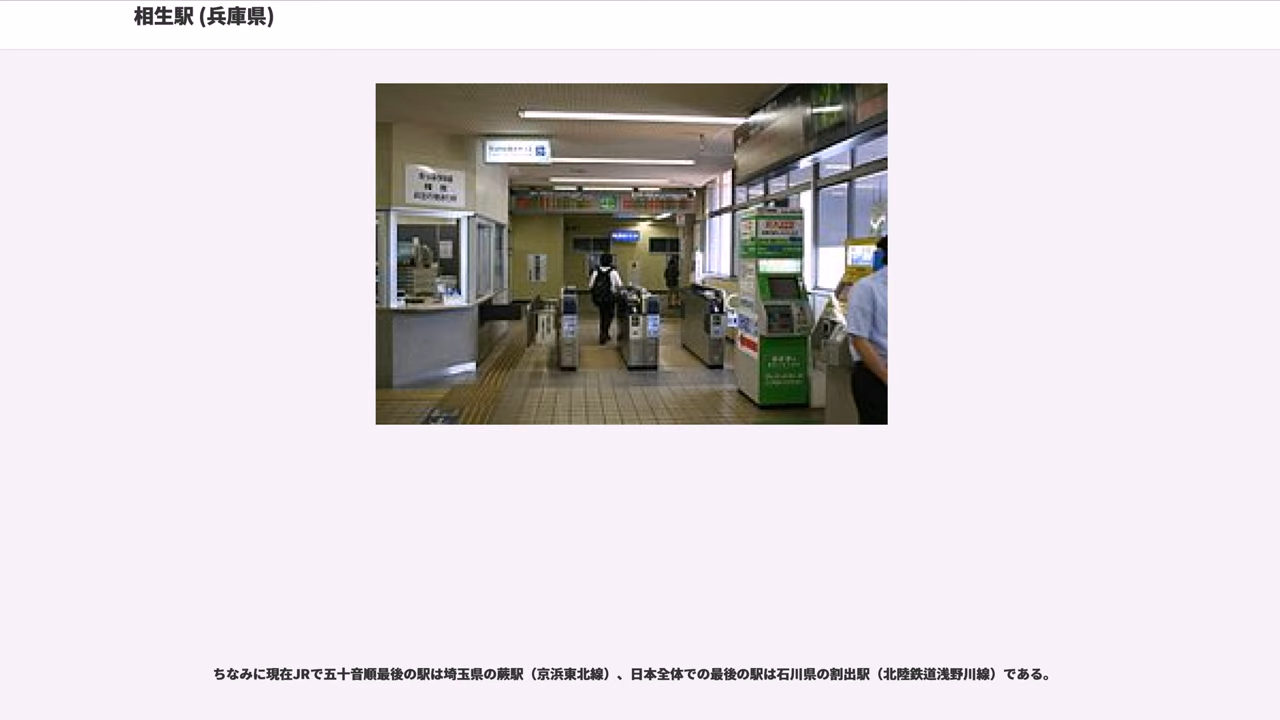 相生駅 (兵庫県)
ちなみに現在JRで五十音順最後の駅は埼玉県の蕨駅（京浜東北線）、日本全体での最後の駅は石川県の割出駅（北陸鉄道浅野川線）である。